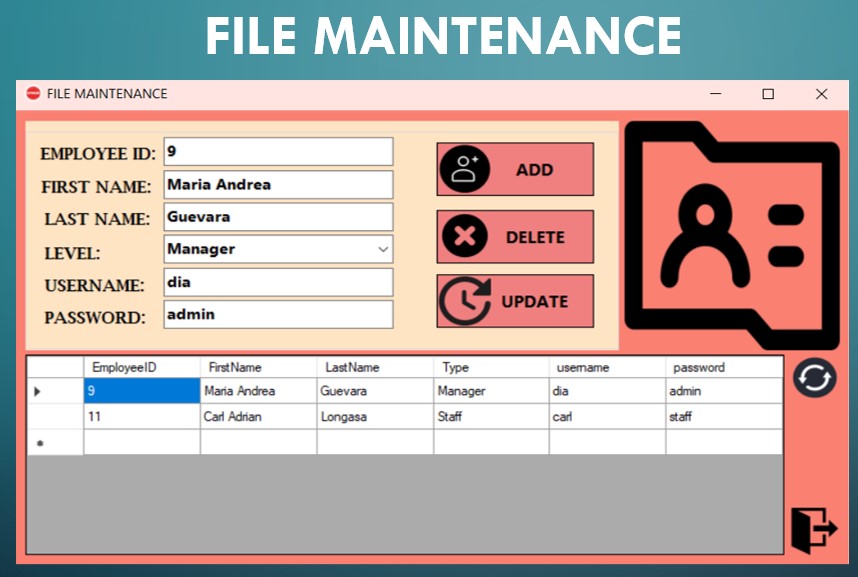 FILE MAINTENANCE
FILE MAINTENANCE
EMPLOYEE ID: 9
FIRST NAME: Maria Andrea
LAST NAME: Guevara
LEVEL: Manager
USERNAME: dia
PASSWORD: admin
ADD
DELETE
UPDATE
EmployeeID FirstName LastName Type username password
9 Maria Andrea Guevara Manager dia admin
11 Carl Adrian Longasa Staff carl staff